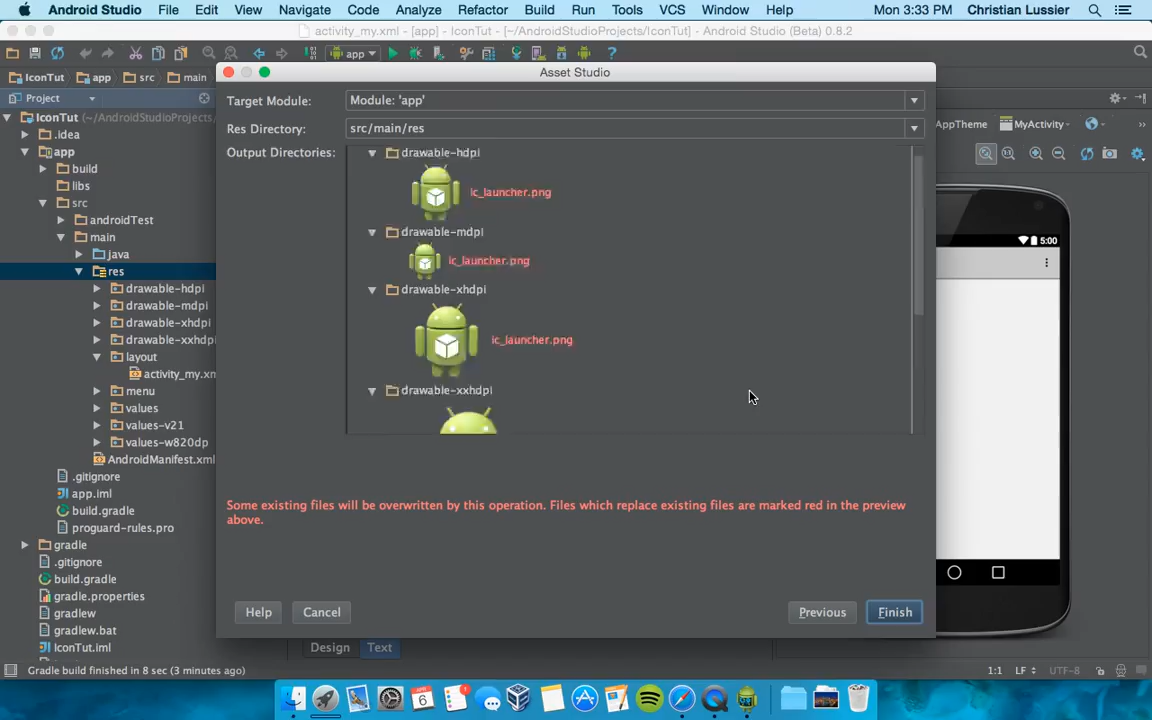 Android Studio File Edit View Navigate Code Analyze Refactor Build Run Tools VCS Window Help Mon 3:33 PM Christian Lussier
activity_my.xml - [app] - IconTut - [~/AndroidStudioProjects/IconTut] - Android Studio (Beta) 0.8.2
app
IconTut app src main
Asset Studio
Project
Target Module: Module: 'app'
Res Directory: src/main/res
Output Directories:
drawable-hdpi
ic_launcher.png
drawable-mdpi
ic_launcher.png
drawable-xhdpi
ic_launcher.png
drawable-xxhdpi
Some existing files will be overwritten by this operation. Files which replace existing files are marked red in the preview
above.
Help Cancel Previous Finish
IconTut (~/AndroidStudioProjects/
.idea
app
build
libs
src
androidTest
main
java
res
drawable-hdpi
drawable-mdpi
drawable-xhdpi
drawable-xxhdpi
layout
activity_my.xm
menu
values
values-v21
values-w820dp
AndroidManifest.xml
.gitignore
app.iml
build.gradle
proguard-rules.pro
gradle
.gitignore
build.gradle
gradle.properties
gradlew
gradlew.bat
IconTut.iml
AppTheme MyActivity
5:00
Design Text
Gradle build finished in 8 sec (3 minutes ago) 1:1 LF UTF-8
6
1